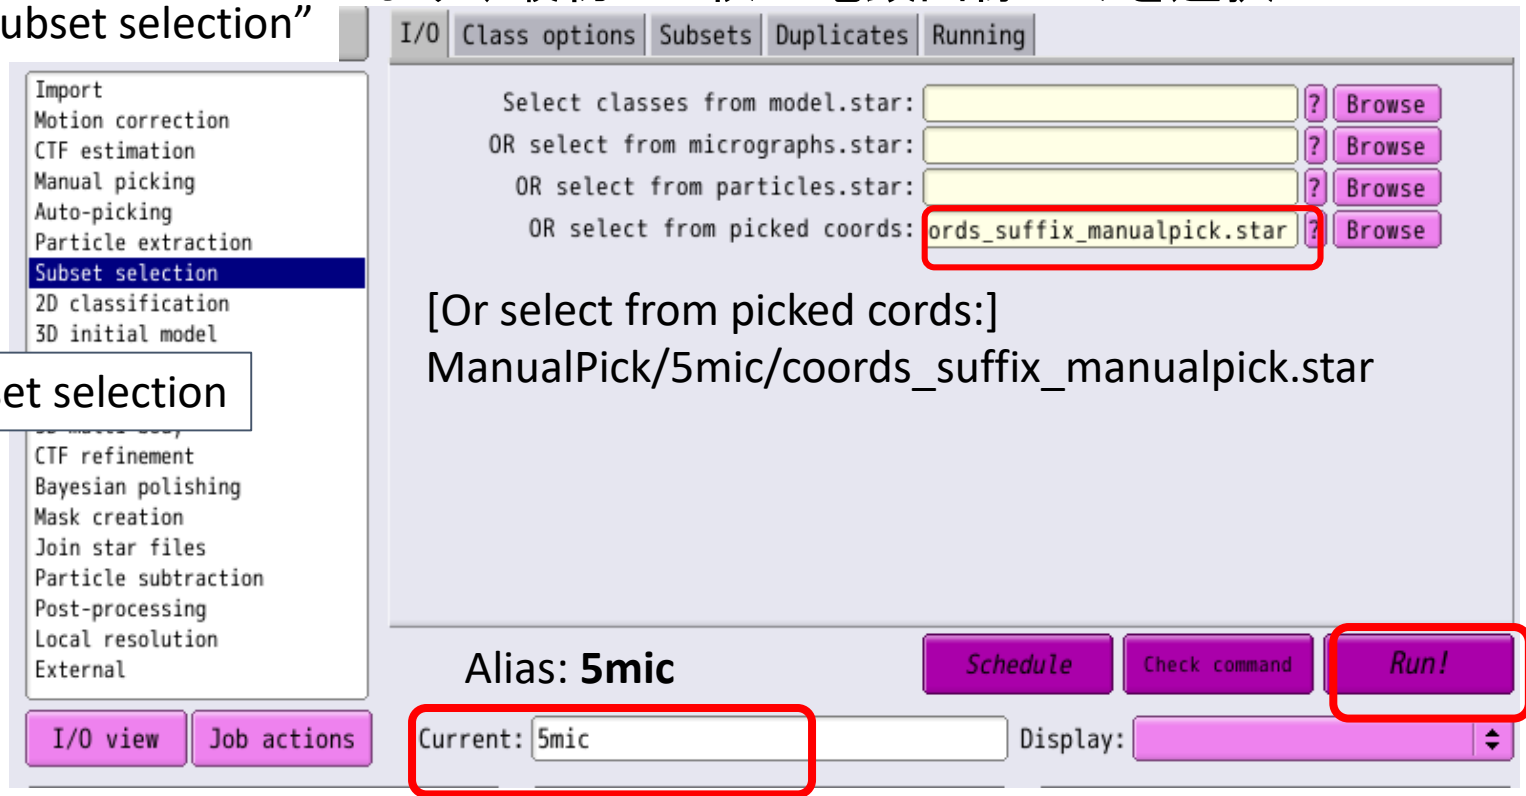 ubset selection”
I/O Class options Subsets Duplicates Running
Import
Motion correction
CTF estimation
Manual picking
Auto-picking
Particle extraction
Subset selection
2D classification
3D initial model
et selection
CTF refinement
Bayesian polishing
Mask creation
Join star files
Particle subtraction
Post-processing
Local resolution
External
Select classes from model.star: ? Browse
OR select from micrographs.star: ? Browse
OR select from particles.star: ? Browse
OR select from picked coords: ords_suffix_manualpick.star ? Browse
[Or select from picked cords:]
ManualPick/5mic/coords_suffix_manualpick.star
Alias: 5mic
Schedule Check command Run!
I/O view Job actions Current: 5mic Display: